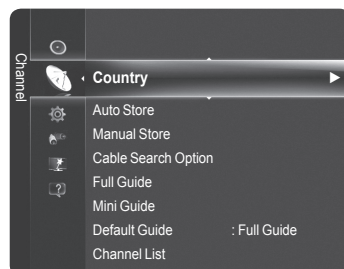 Channel
Country
Auto Store
Manual Store
Cable Search Option
Full Guide
Mini Guide
Default Guide : Full Guide
Channel List